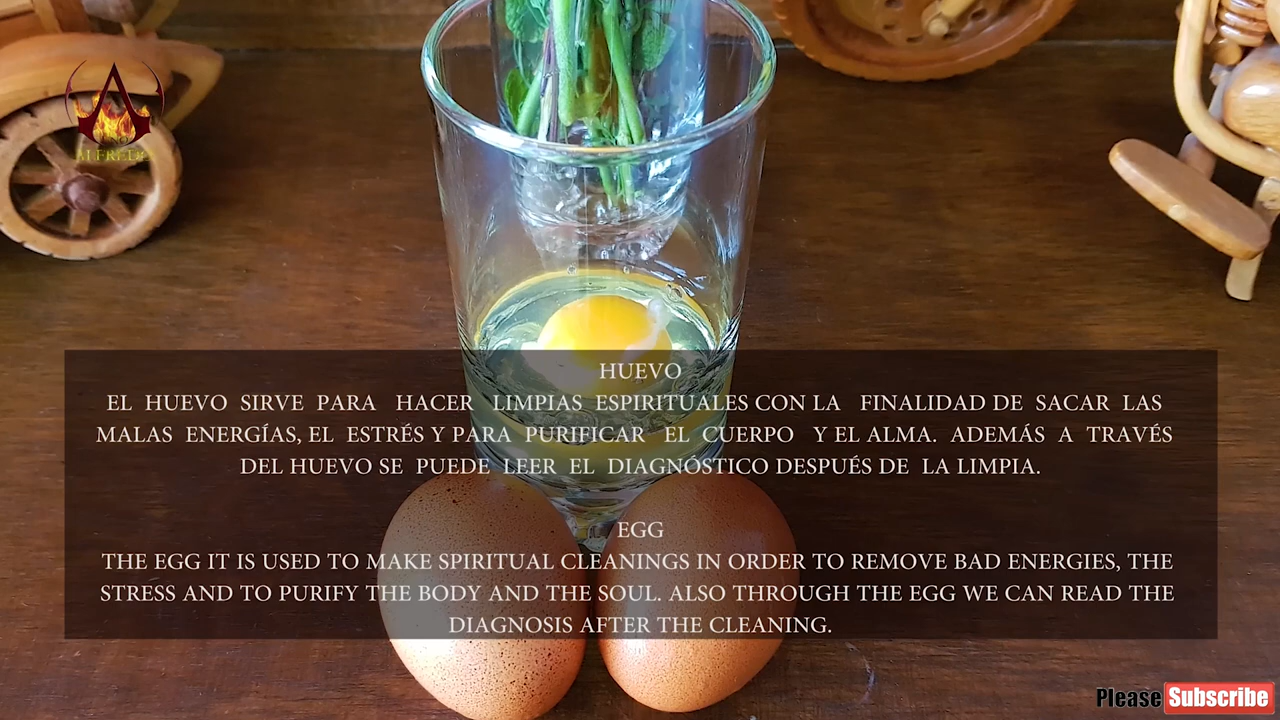 ALFREDO
HUEVO
EL HUEVO SIRVE PARA HACER LIMPIAS ESPIRITUALES CON LA FINALIDAD DE SACAR LAS
MALAS ENERGÍAS, EL ESTRÉS Y PARA PURIFICAR EL CUERPO Y EL ALMA. ADEMÁS A TRAVÉS
DEL HUEVO SE PUEDE LEER EL DIAGNÓSTICO DESPUÉS DE LA LIMPIA.
EGG
THE EGG IT IS USED TO MAKE SPIRITUAL CLEANINGS IN ORDER TO REMOVE BAD ENERGIES, THE
STRESS AND TO PURIFY THE BODY AND THE SOUL. ALSO THROUGH THE EGG WE CAN READ THE
DIAGNOSIS AFTER THE CLEANING.
Please Subscribe